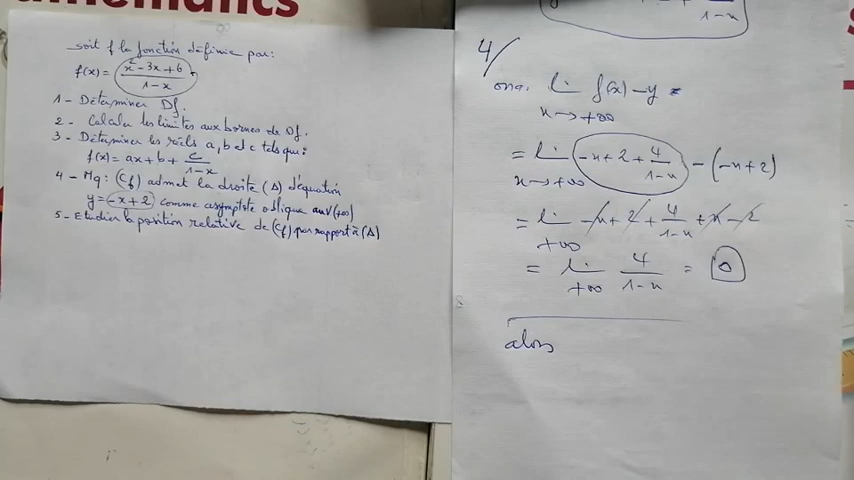 soit f la fonction définie par:
f(x) = x²-3x+6 / 1-x.
1- Déterminer Df.
2- Calculer les limites aux bornes de Df.
3- Déterminer les réels a, b et c tels que:
f(x) = ax+b+ c/1-x
4- Mq: (Cf) admet la droite (Δ) d'équation
y=-x+2 comme asymptote oblique au V(+∞)
5- Etudier la position relative de (Cf) par rapport à (Δ)
1-x
4/
ona: lim f(x)-y =
x→+∞
= lim -x+2+ 4/1-x -(-x+2)
x→+∞
= lim -x+2+ 4/1-x +x-2
+∞
= lim 4/1-x = 0
+∞
alors